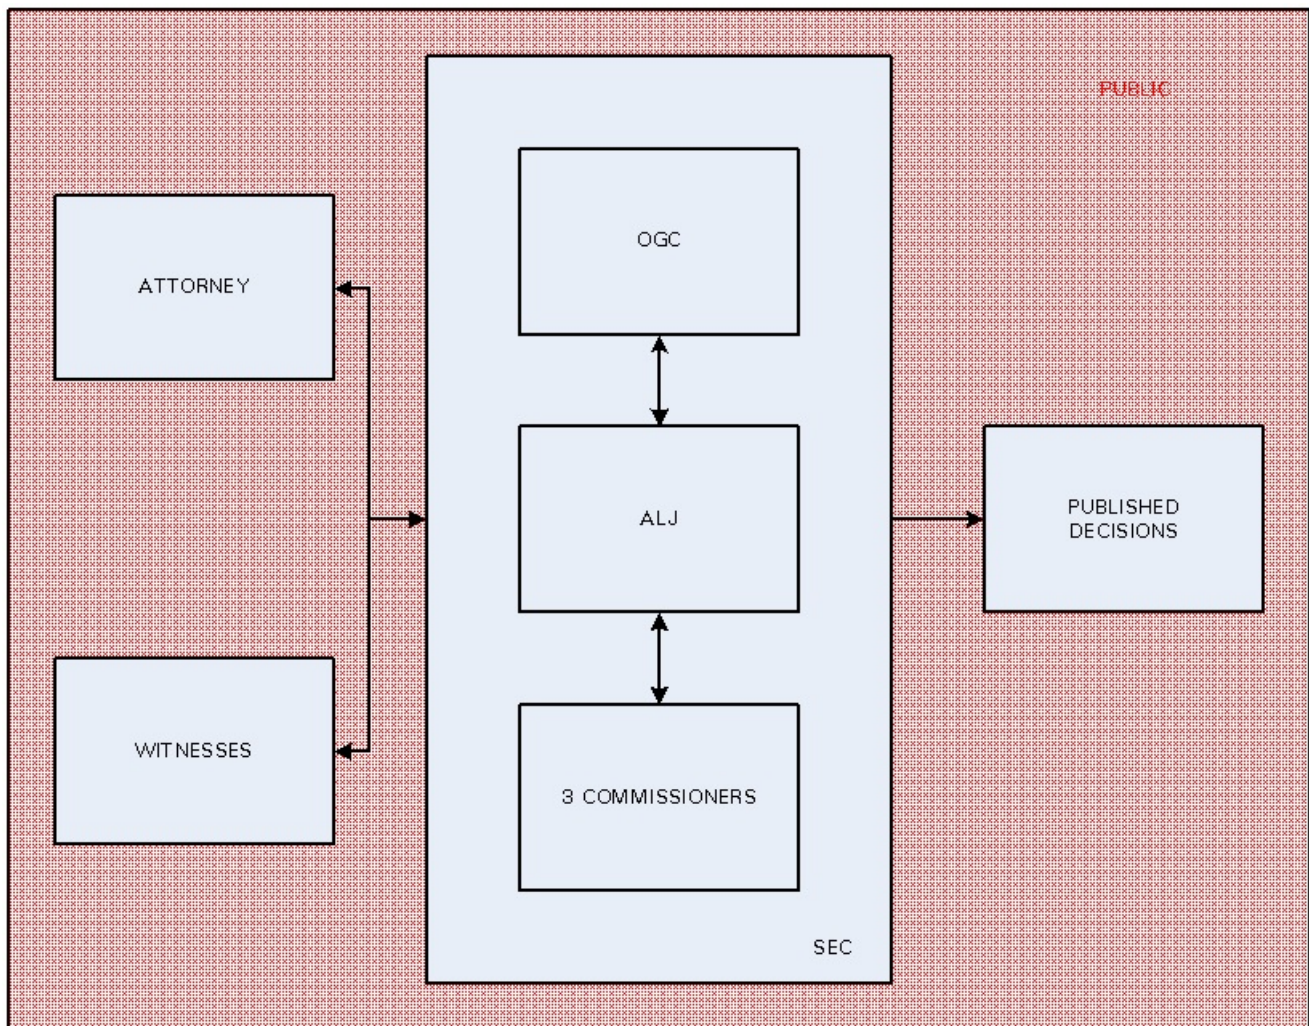 PUBLIC
OGC
ATTORNEY
ALJ
PUBLISHED
DECISIONS
WITNESSES
3 COMMISSIONERS
SEC